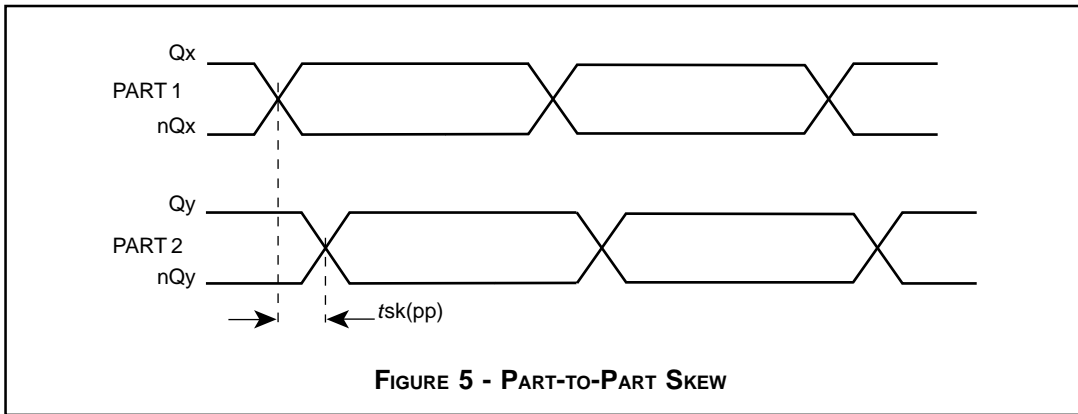 Qx
PART 1
nQx
Qy
PART 2
nQy
tsk(pp)
FIGURE 5 - PART-TO-PART SKEW